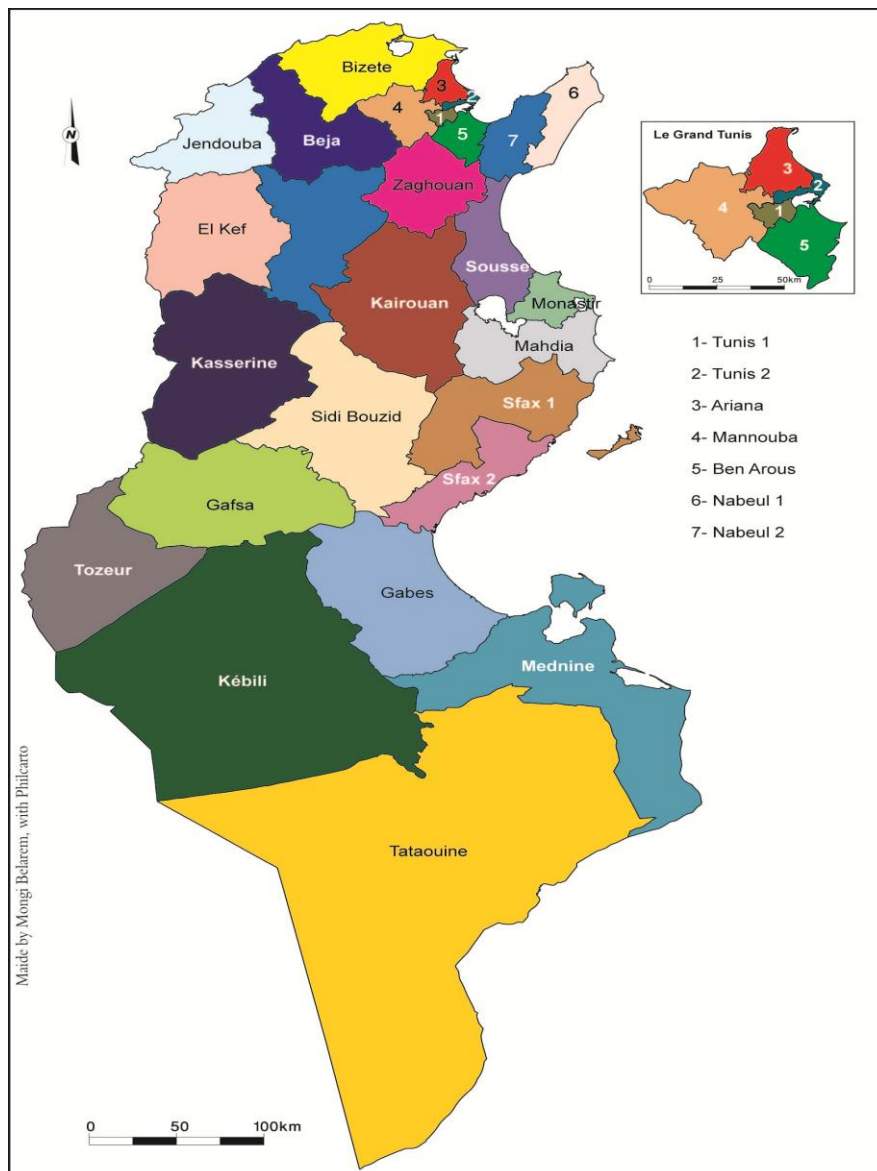 Bizete
3
2
6
4
1
5
7
Jendouba
Beja
N
Zaghouan
El Kef
Sousse
Kairouan
Monastir
Mahdia
Kasserine
Sidi Bouzid
Sfax 1
Sfax 2
Gafsa
Tozeur
Gabes
Kébili
Mednine
Tataouine
Le Grand Tunis
3
2
4
1
5
0 25 50km
1- Tunis 1
2- Tunis 2
3- Ariana
4- Mannouba
5- Ben Arous
6- Nabeul 1
7- Nabeul 2
Maide by Mongi Belarem, with Philcarto
0 50 100km